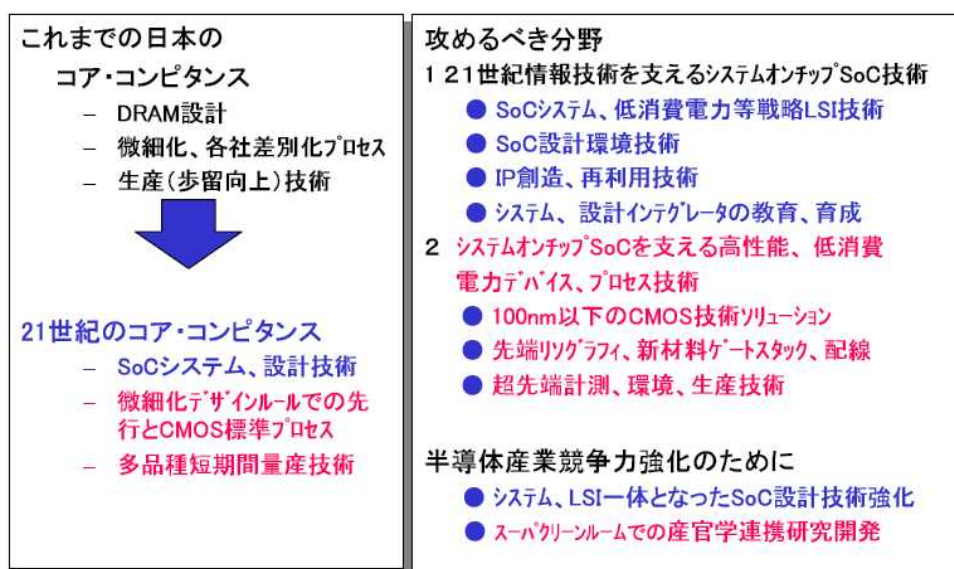 これまでの日本の
コア・コンピタンス
– DRAM設計
– 微細化、各社差別化プロセス
– 生産(歩留向上)技術
21世紀のコア・コンピタンス
– SoCシステム、設計技術
– 微細化デザインルールでの先
行とCMOS標準プロセス
– 多品種短期間量産技術
攻めるべき分野
1 21世紀情報技術を支えるシステムオンチップSoC技術
● SoCシステム、低消費電力等戦略LSI技術
● SoC設計環境技術
● IP創造、再利用技術
● システム、設計インテグレータの教育、育成
2 システムオンチップSoCを支える高性能、低消費
電力デバイス、プロセス技術
● 100nm以下のCMOS技術ソリューション
● 先端リソグラフィ、新材料ゲートスタック、配線
● 超先端計測、環境、生産技術
半導体産業競争力強化のために
● システム、LSI一体となったSoC設計技術強化
● スーパクリーンルームでの産官学連携研究開発